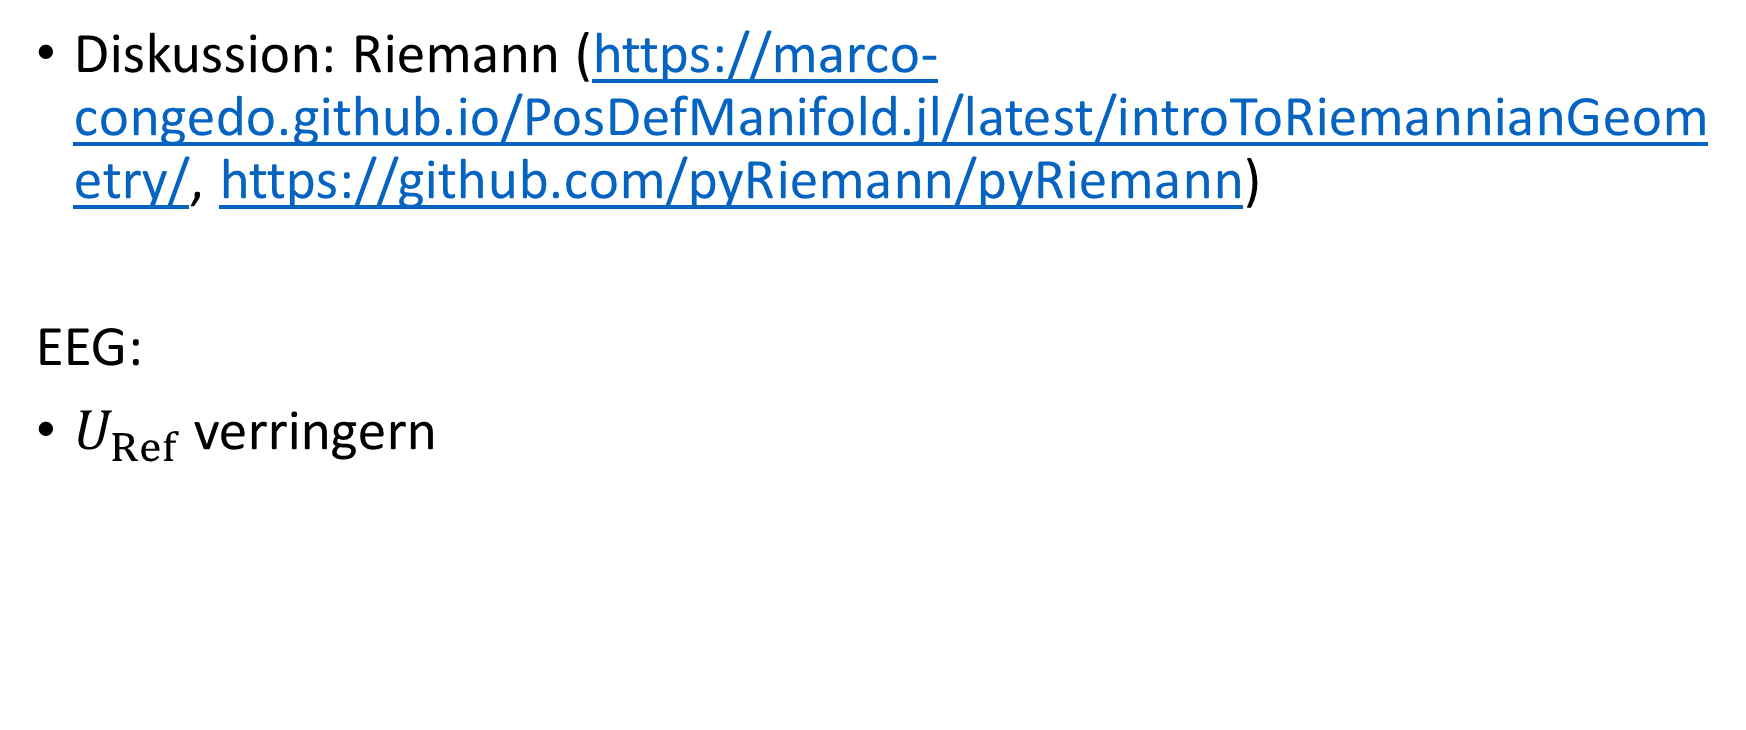 • Diskussion: Riemann (https://marco-
congedo.github.io/PosDefManifold.jl/latest/introToRiemannianGeom
etry/, https://github.com/pyRiemann/pyRiemann)
EEG:
• U_Ref verringern